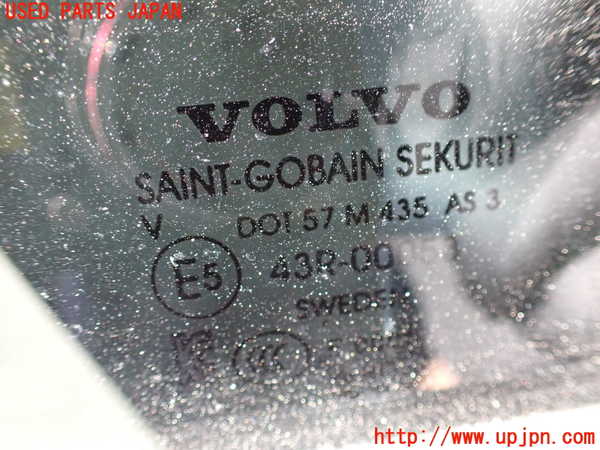 USED PARTS JAPAN
VOLVO
SAINT-GOBAIN SEKURIT
V DOT 57 M 435 AS 3
E5 43R-00
SWEDEN
http://www.upjpn.com/